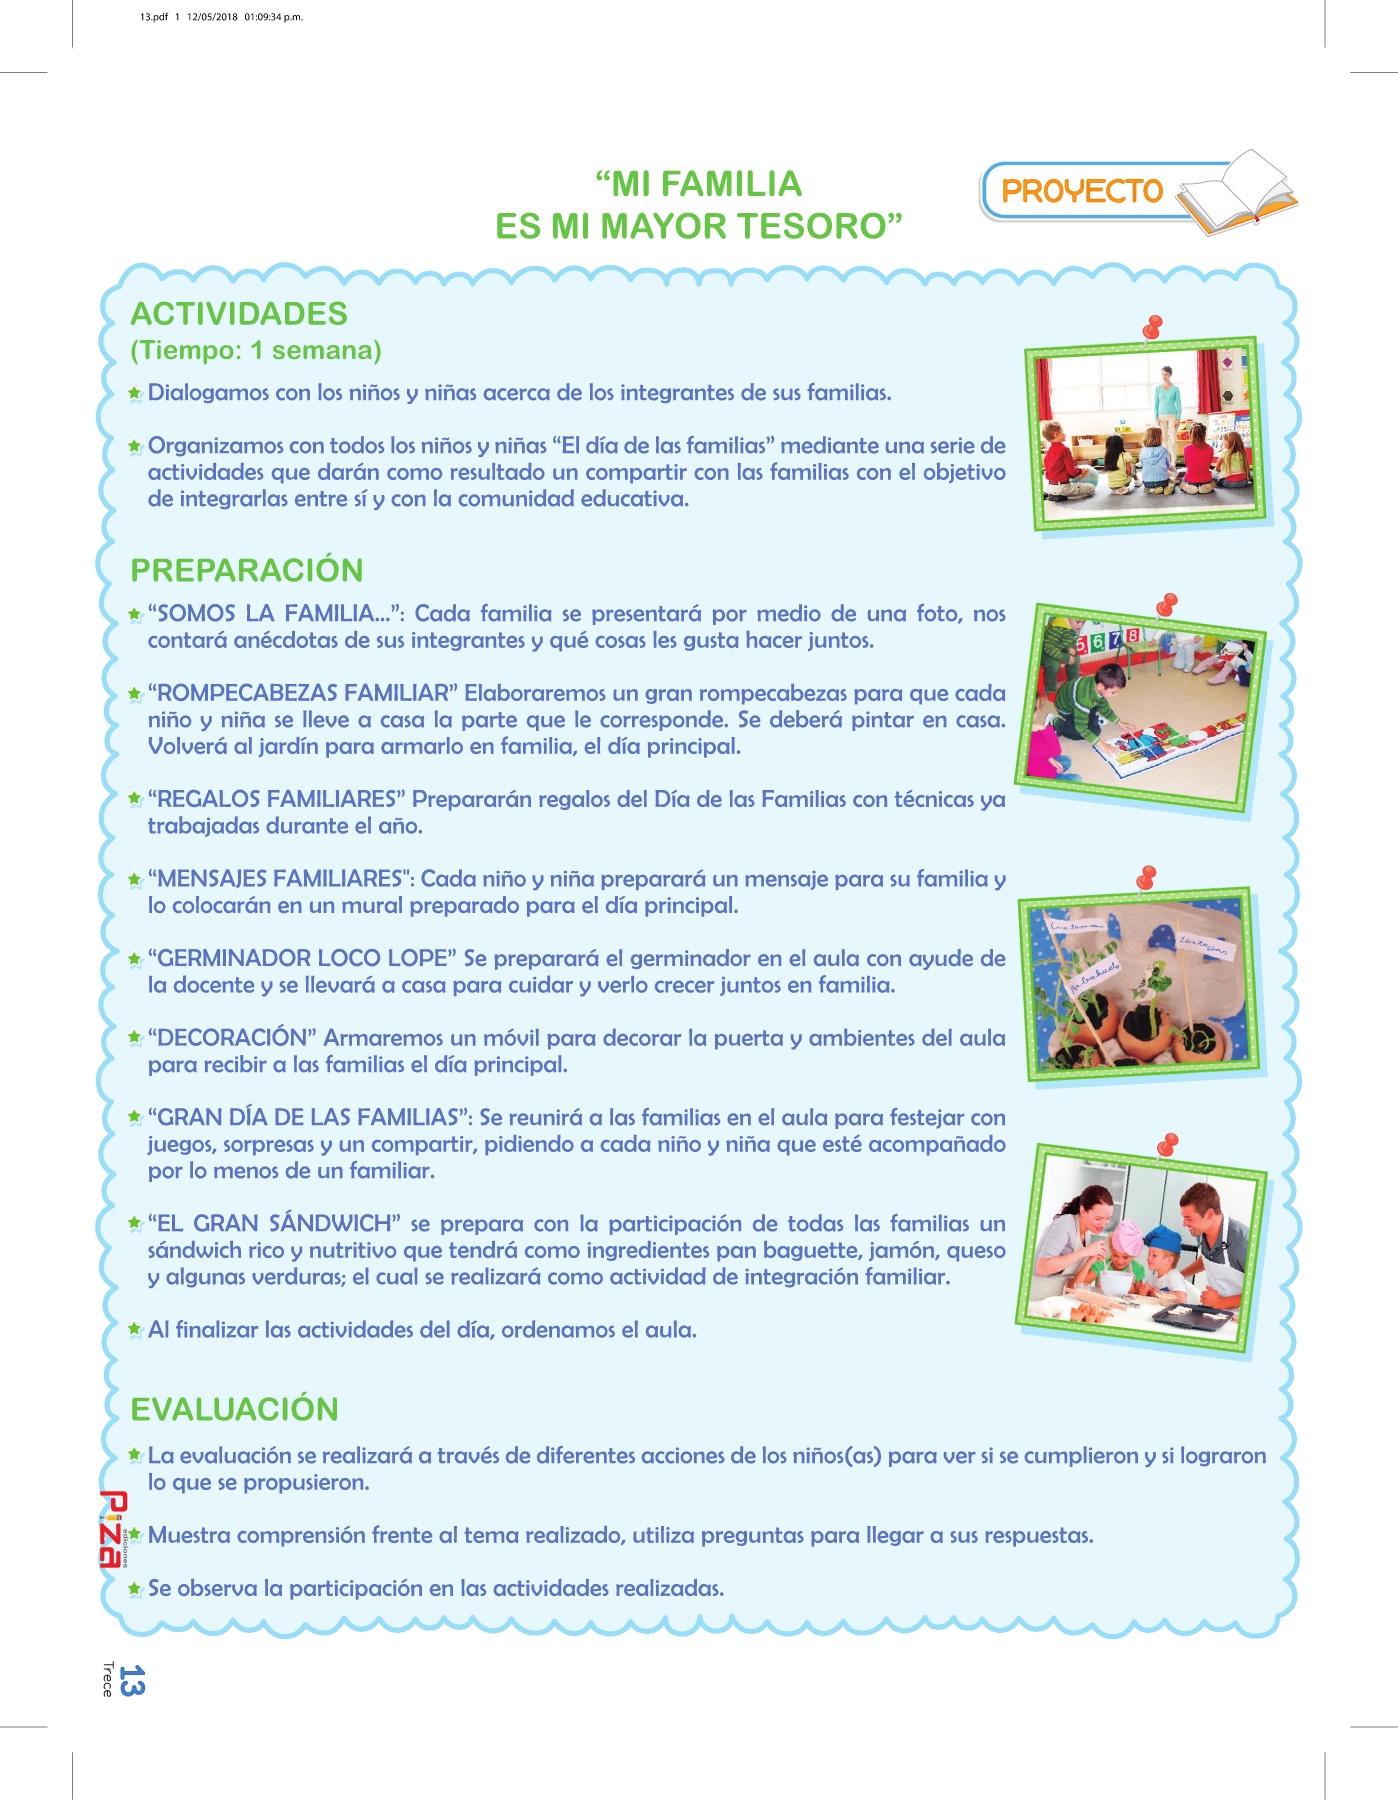 13.pdf 1 12/05/2018 01:09:34 p.m.
“MI FAMILIA
ES MI MAYOR TESORO”
PROYECTO
ACTIVIDADES
(Tiempo: 1 semana)
Dialogamos con los niños y niñas acerca de los integrantes de sus familias.
Organizamos con todos los niños y niñas “El día de las familias” mediante una serie de
actividades que darán como resultado un compartir con las familias con el objetivo
de integrarlas entre sí y con la comunidad educativa.
PREPARACIÓN
“SOMOS LA FAMILIA...”: Cada familia se presentará por medio de una foto, nos
contará anécdotas de sus integrantes y qué cosas les gusta hacer juntos.
“ROMPECABEZAS FAMILIAR” Elaboraremos un gran rompecabezas para que cada
niño y niña se lleve a casa la parte que le corresponde. Se deberá pintar en casa.
Volverá al jardín para armarlo en familia, el día principal.
“REGALOS FAMILIARES” Prepararán regalos del Día de las Familias con técnicas ya
trabajadas durante el año.
“MENSAJES FAMILIARES": Cada niño y niña preparará un mensaje para su familia y
lo colocarán en un mural preparado para el día principal.
“GERMINADOR LOCO LOPE” Se preparará el germinador en el aula con ayude de
la docente y se llevará a casa para cuidar y verlo crecer juntos en familia.
“DECORACIÓN” Armaremos un móvil para decorar la puerta y ambientes del aula
para recibir a las familias el día principal.
“GRAN DÍA DE LAS FAMILIAS”: Se reunirá a las familias en el aula para festejar con
juegos, sorpresas y un compartir, pidiendo a cada niño y niña que esté acompañado
por lo menos de un familiar.
“EL GRAN SÁNDWICH” se prepara con la participación de todas las familias un
sándwich rico y nutritivo que tendrá como ingredientes pan baguette, jamón, queso
y algunas verduras; el cual se realizará como actividad de integración familiar.
Al finalizar las actividades del día, ordenamos el aula.
5 6 7 8
EVALUACIÓN
La evaluación se realizará a través de diferentes acciones de los niños(as) para ver si se cumplieron y si lograron
lo que se propusieron.
Muestra comprensión frente al tema realizado, utiliza preguntas para llegar a sus respuestas.
Se observa la participación en las actividades realizadas.
Piza
ediciones
13
Trece